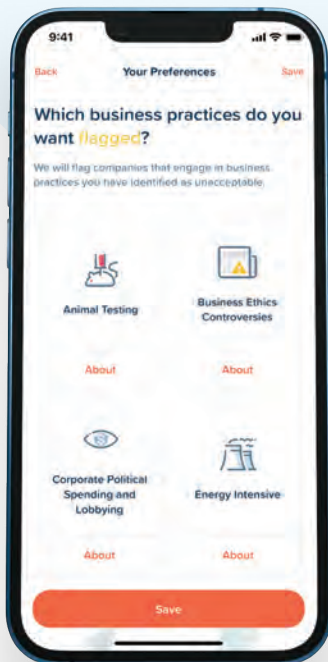 9:41
Back Your Preferences Save
Which business practices do you
want flagged?
We will flag companies that engage in business
practices you have identified as unacceptable
Animal Testing
Business Ethics
Controversies
About About
Corporate Political
Spending and
Lobbying
Energy Intensive
About About
Save